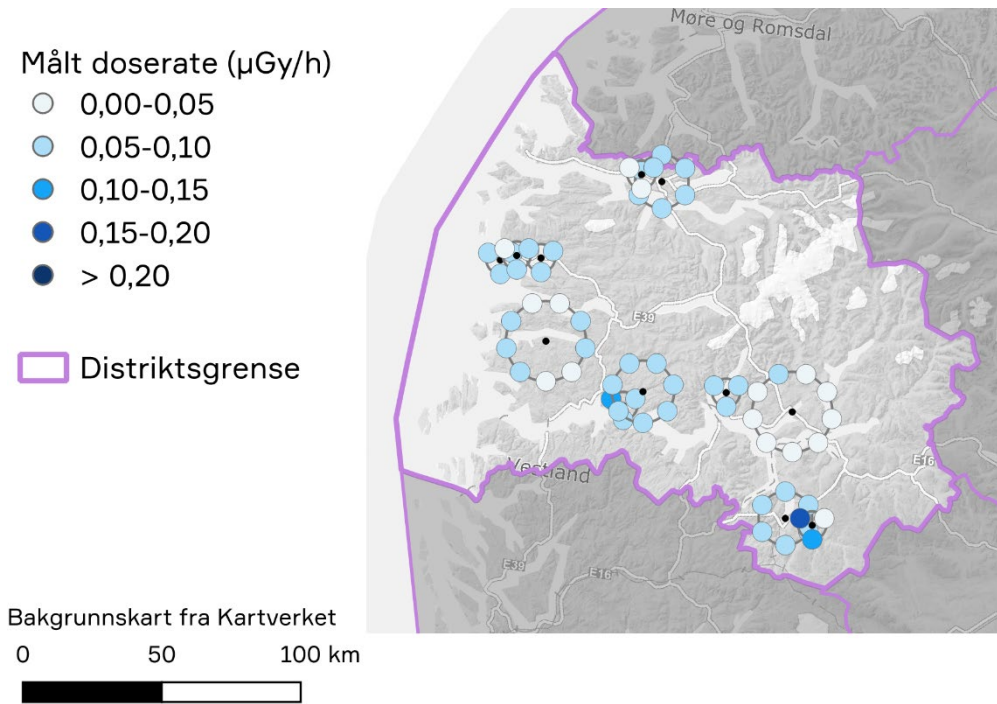 Målt doserate (µGy/h)
0,00-0,05
0,05-0,10
0,10-0,15
0,15-0,20
> 0,20
Distriktsgrense
Bakgrunnskart fra Kartverket
0 50 100 km
Møre og Romsdal
E39
Vestland
E16
E39
E16